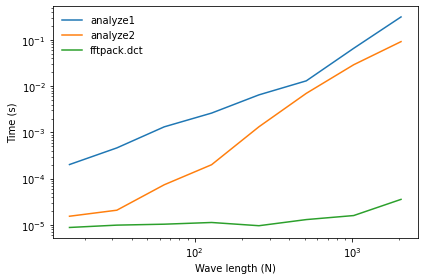 analyze1
analyze2
fftpack.dct
Time (s)
10⁻¹
10⁻²
10⁻³
10⁻⁴
10⁻⁵
10²
10³
Wave length (N)